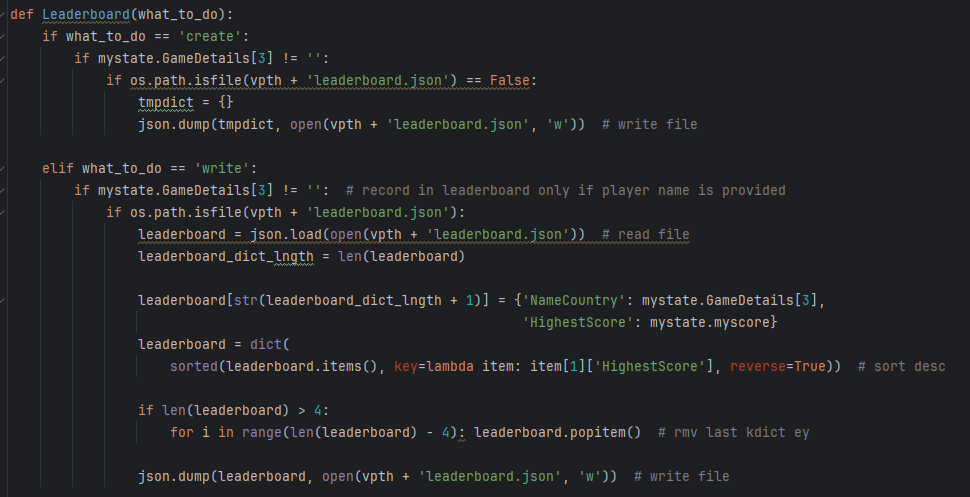 def Leaderboard(what_to_do):
    if what_to_do == 'create':
        if mystate.GameDetails[3] != '':
            if os.path.isfile(vpth + 'leaderboard.json') == False:
                tmpdict = {}
                json.dump(tmpdict, open(vpth + 'leaderboard.json', 'w'))  # write file

    elif what_to_do == 'write':
        if mystate.GameDetails[3] != '':  # record in leaderboard only if player name is provided
            if os.path.isfile(vpth + 'leaderboard.json'):
                leaderboard = json.load(open(vpth + 'leaderboard.json'))  # read file
                leaderboard_dict_lngth = len(leaderboard)

                leaderboard[str(leaderboard_dict_lngth + 1)] = {'NameCountry': mystate.GameDetails[3],
                                                                'HighestScore': mystate.myscore}
                leaderboard = dict(
                    sorted(leaderboard.items(), key=lambda item: item[1]['HighestScore'], reverse=True))  # sort desc

                if len(leaderboard) > 4:
                    for i in range(len(leaderboard) - 4): leaderboard.popitem()  # rmv last kdict ey

                json.dump(leaderboard, open(vpth + 'leaderboard.json', 'w'))  # write file